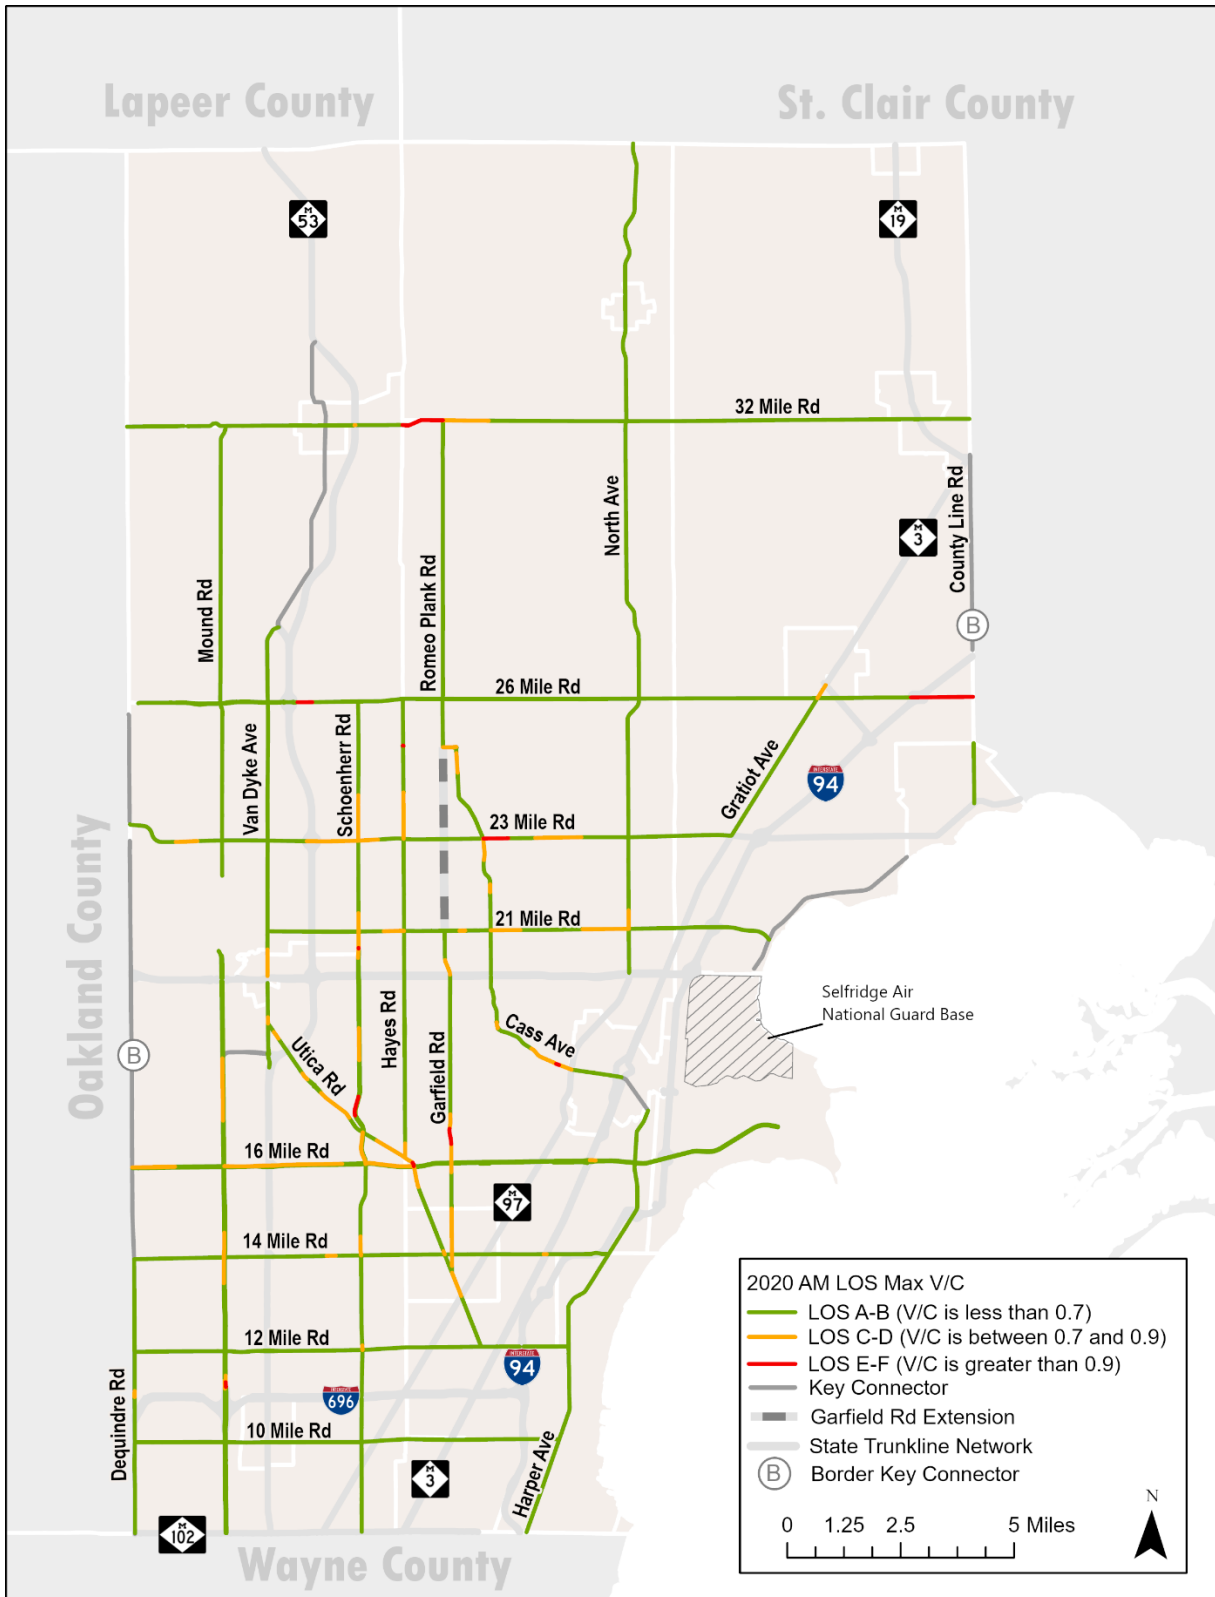 Lapeer County
St. Clair County
M
53
M
19
32 Mile Rd
North Ave
County Line Rd
M
3
Mound Rd
Romeo Plank Rd
B
26 Mile Rd
Van Dyke Ave
Schoenherr Rd
Gratiot Ave
INTERSTATE
94
23 Mile Rd
Oakland County
21 Mile Rd
Selfridge Air
National Guard Base
Hayes Rd
Cass Ave
B
Utica Rd
Garfield Rd
16 Mile Rd
M
97
14 Mile Rd
12 Mile Rd
INTERSTATE
94
Dequindre Rd
INTERSTATE
696
10 Mile Rd
Harper Ave
M
3
M
102
Wayne County
2020 AM LOS Max V/C
LOS A-B (V/C is less than 0.7)
LOS C-D (V/C is between 0.7 and 0.9)
LOS E-F (V/C is greater than 0.9)
Key Connector
Garfield Rd Extension
State Trunkline Network
B Border Key Connector
N
0 1.25 2.5 5 Miles